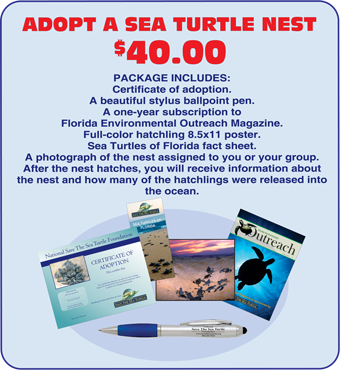 ADOPT A SEA TURTLE NEST
$40.00
PACKAGE INCLUDES:
Certificate of adoption.
A beautiful stylus ballpoint pen.
A one-year subscription to
Florida Environmental Outreach Magazine.
Full-color hatchling 8.5x11 poster.
Sea Turtles of Florida fact sheet.
A photograph of the nest assigned to you or your group.
After the nest hatches, you will receive information about
the nest and how many of the hatchlings were released into
the ocean.
National Save The Sea Turtle Foundation
CERTIFICATE OF
ADOPTION
Outreach
Save The Sea Turtle